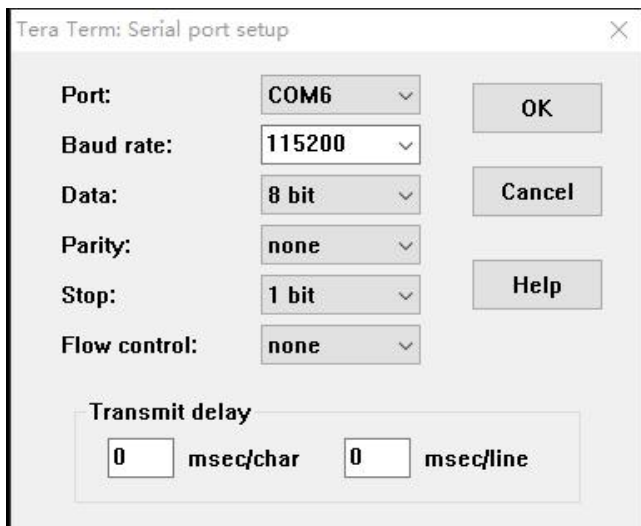 Tera Term: Serial port setup
Port: COM6 OK
Baud rate: 115200
Data: 8 bit Cancel
Parity: none
Stop: 1 bit Help
Flow control: none
Transmit delay
0 msec/char 0 msec/line